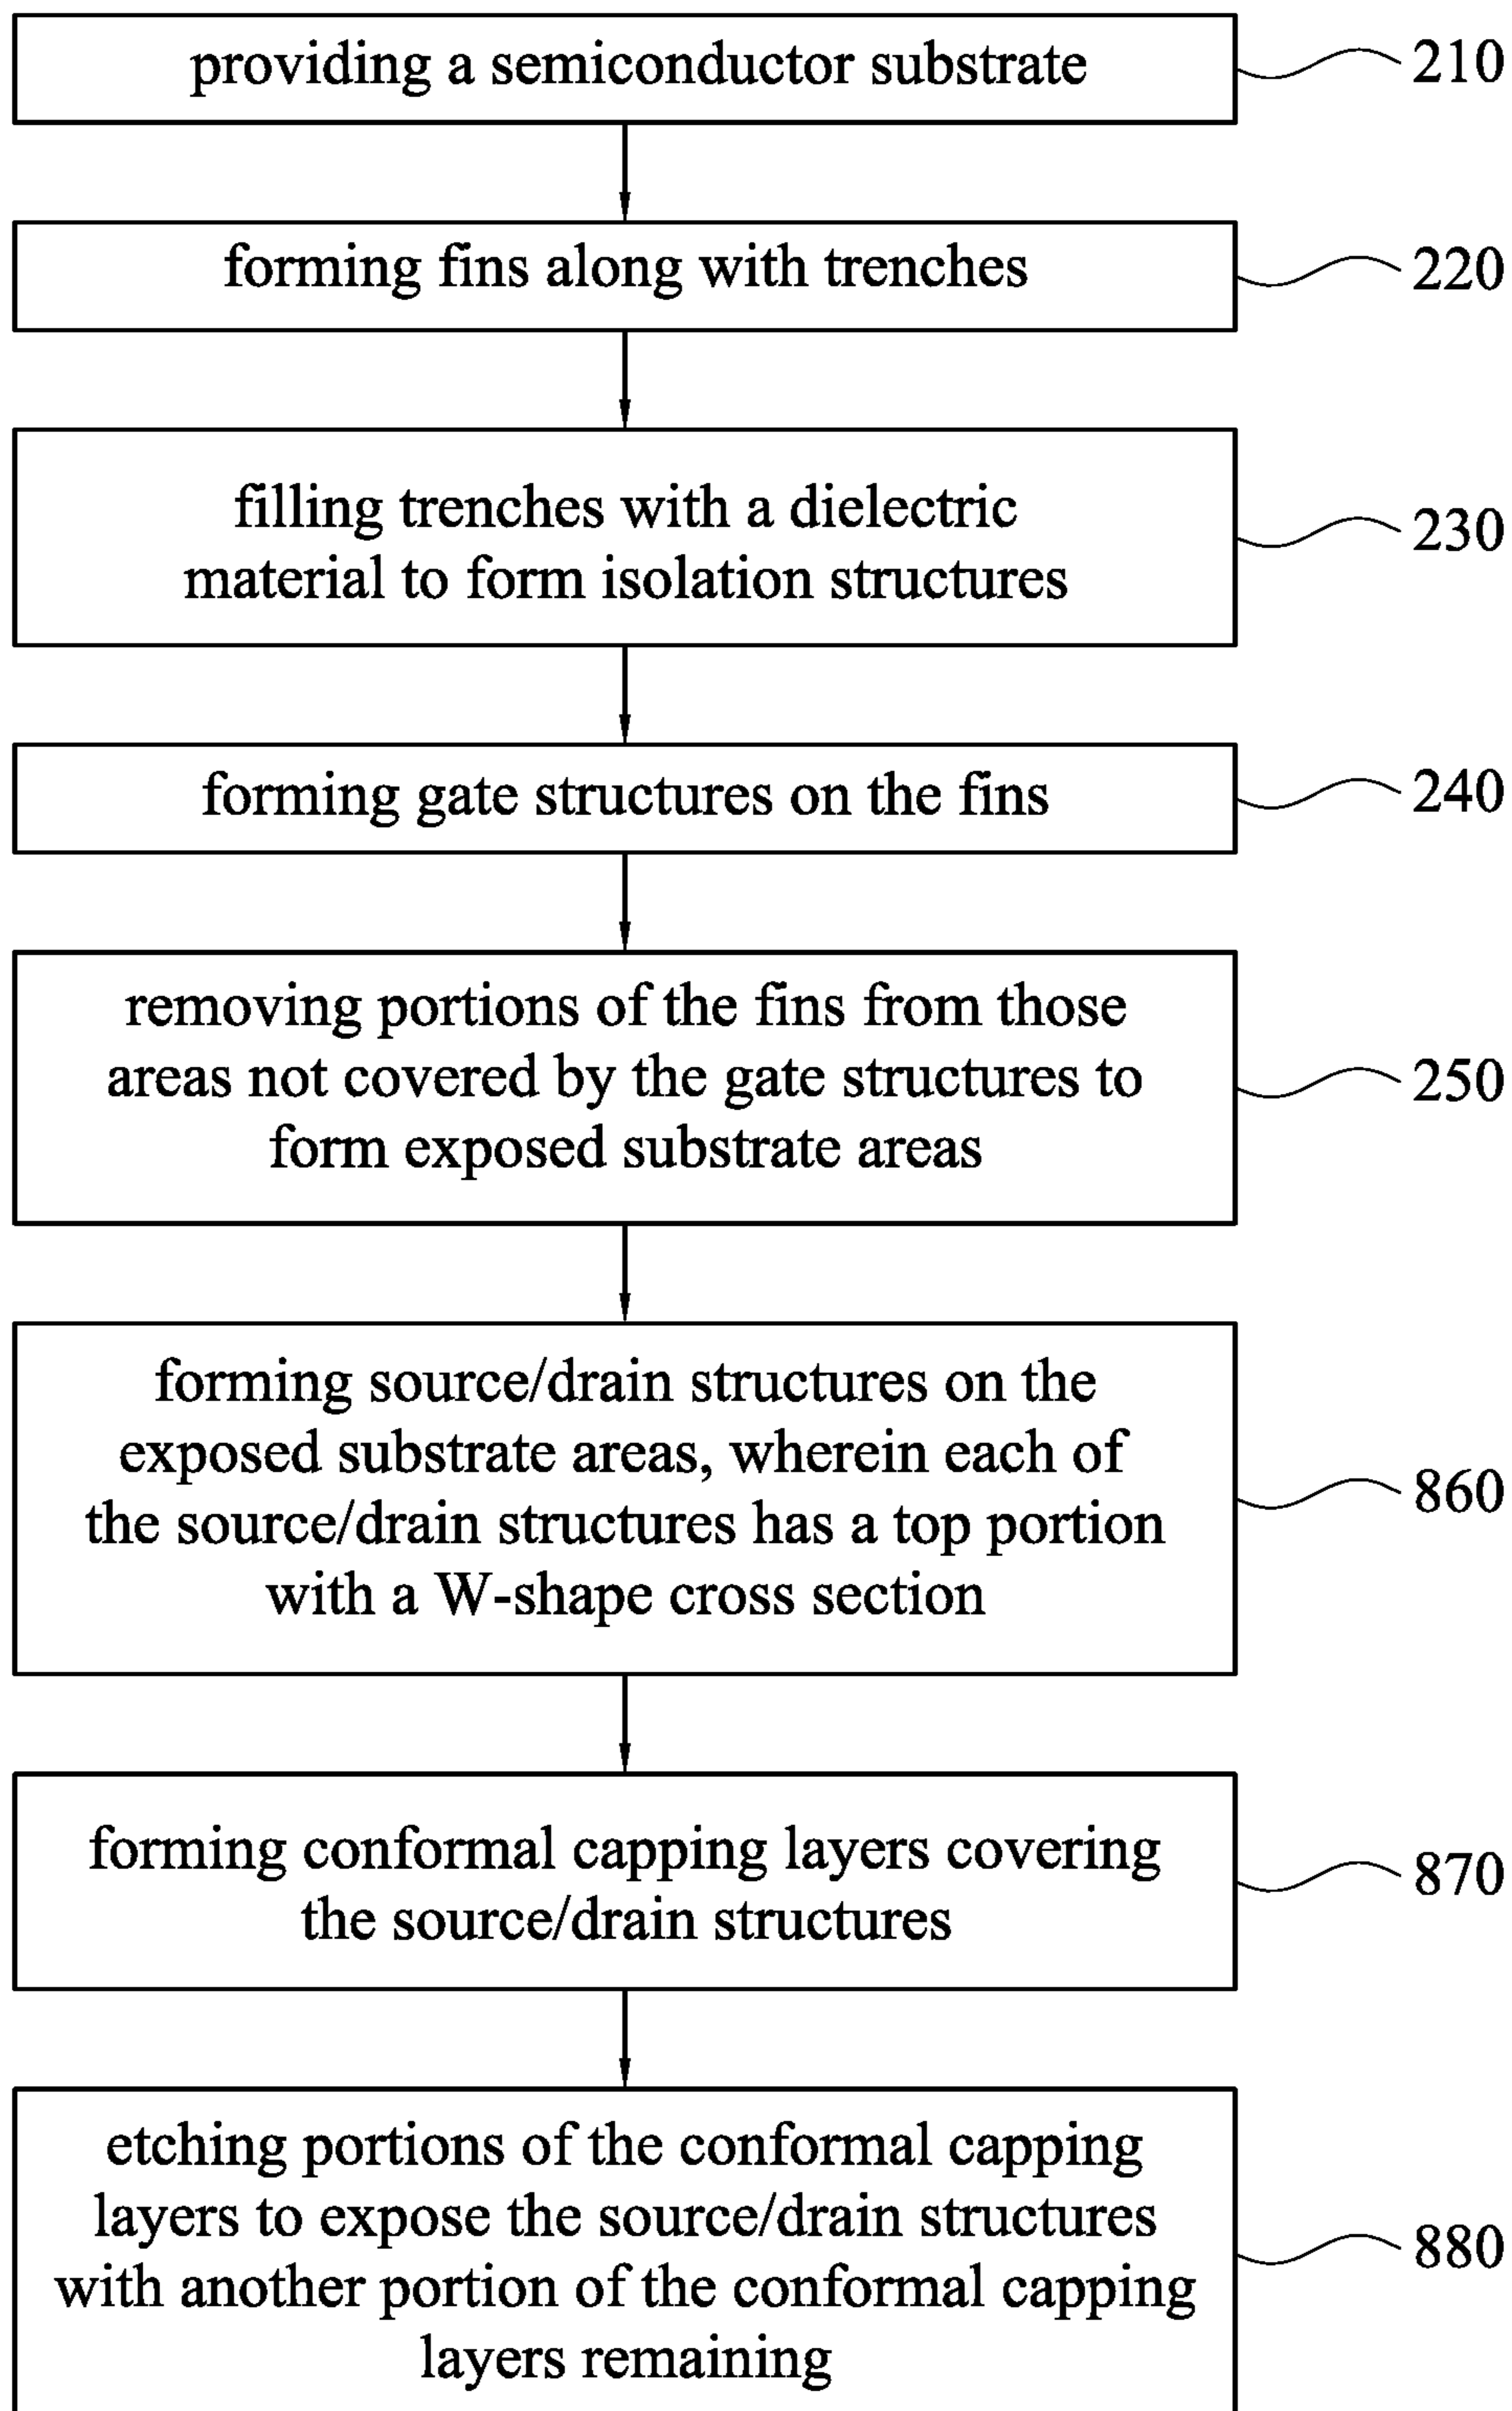 providing a semiconductor substrate
210
forming fins along with trenches
220
filling trenches with a dielectric
material to form isolation structures
230
forming gate structures on the fins
240
removing portions of the fins from those
areas not covered by the gate structures to
form exposed substrate areas
250
forming source/drain structures on the
exposed substrate areas, wherein each of
the source/drain structures has a top portion
with a W-shape cross section
860
forming conformal capping layers covering
the source/drain structures
870
etching portions of the conformal capping
layers to expose the source/drain structures
with another portion of the conformal capping
layers remaining
880